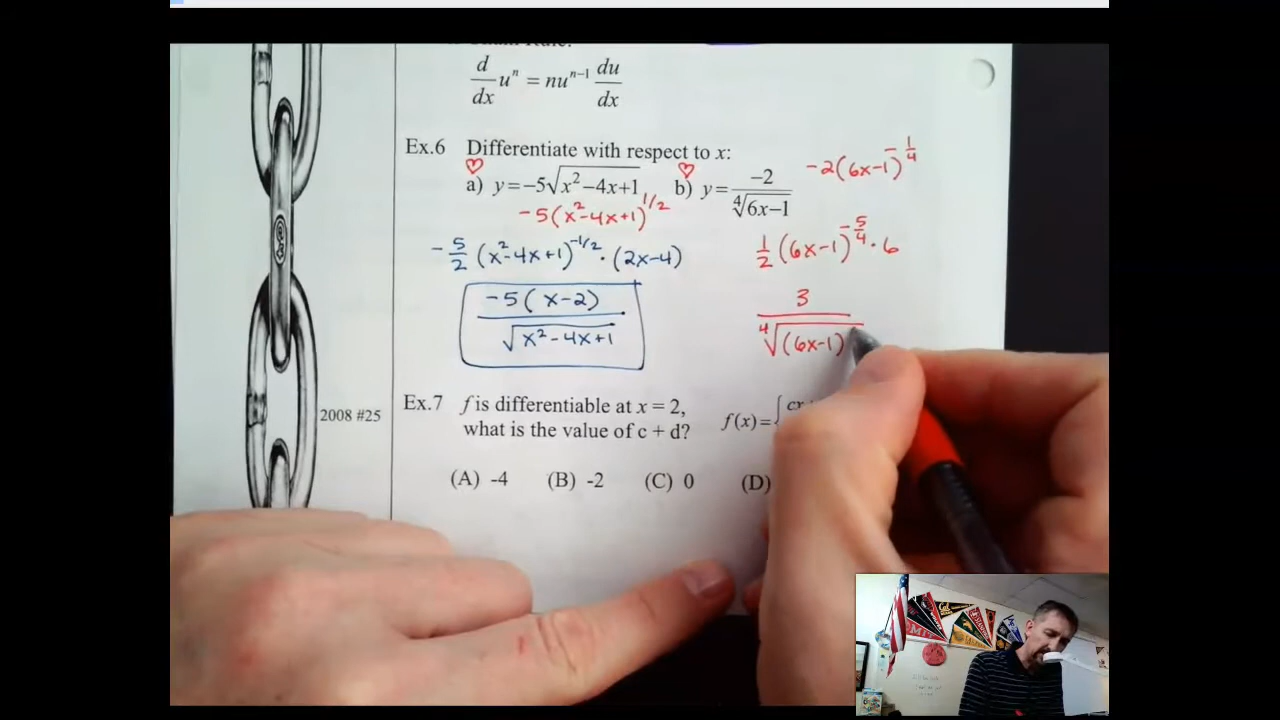 d/dx uⁿ = nuⁿ⁻¹ du/dx
Ex.6 Differentiate with respect to x:
a) y=−5√(x²−4x+1)
-5(x²-4x+1)^1/2
-5/2 (x²-4x+1)^-1/2 · (2x-4)
-5(x-2)/√(x²-4x+1)
b) y=−2/∜(6x−1)
-2(6x-1)^-1/4
1/2 (6x-1)^-5/4 · 6
3/∜((6x-1)
2008 #25
Ex.7 f is differentiable at x = 2,
what is the value of c + d?
f(x)={
(A) -4 (B) -2 (C) 0 (D)